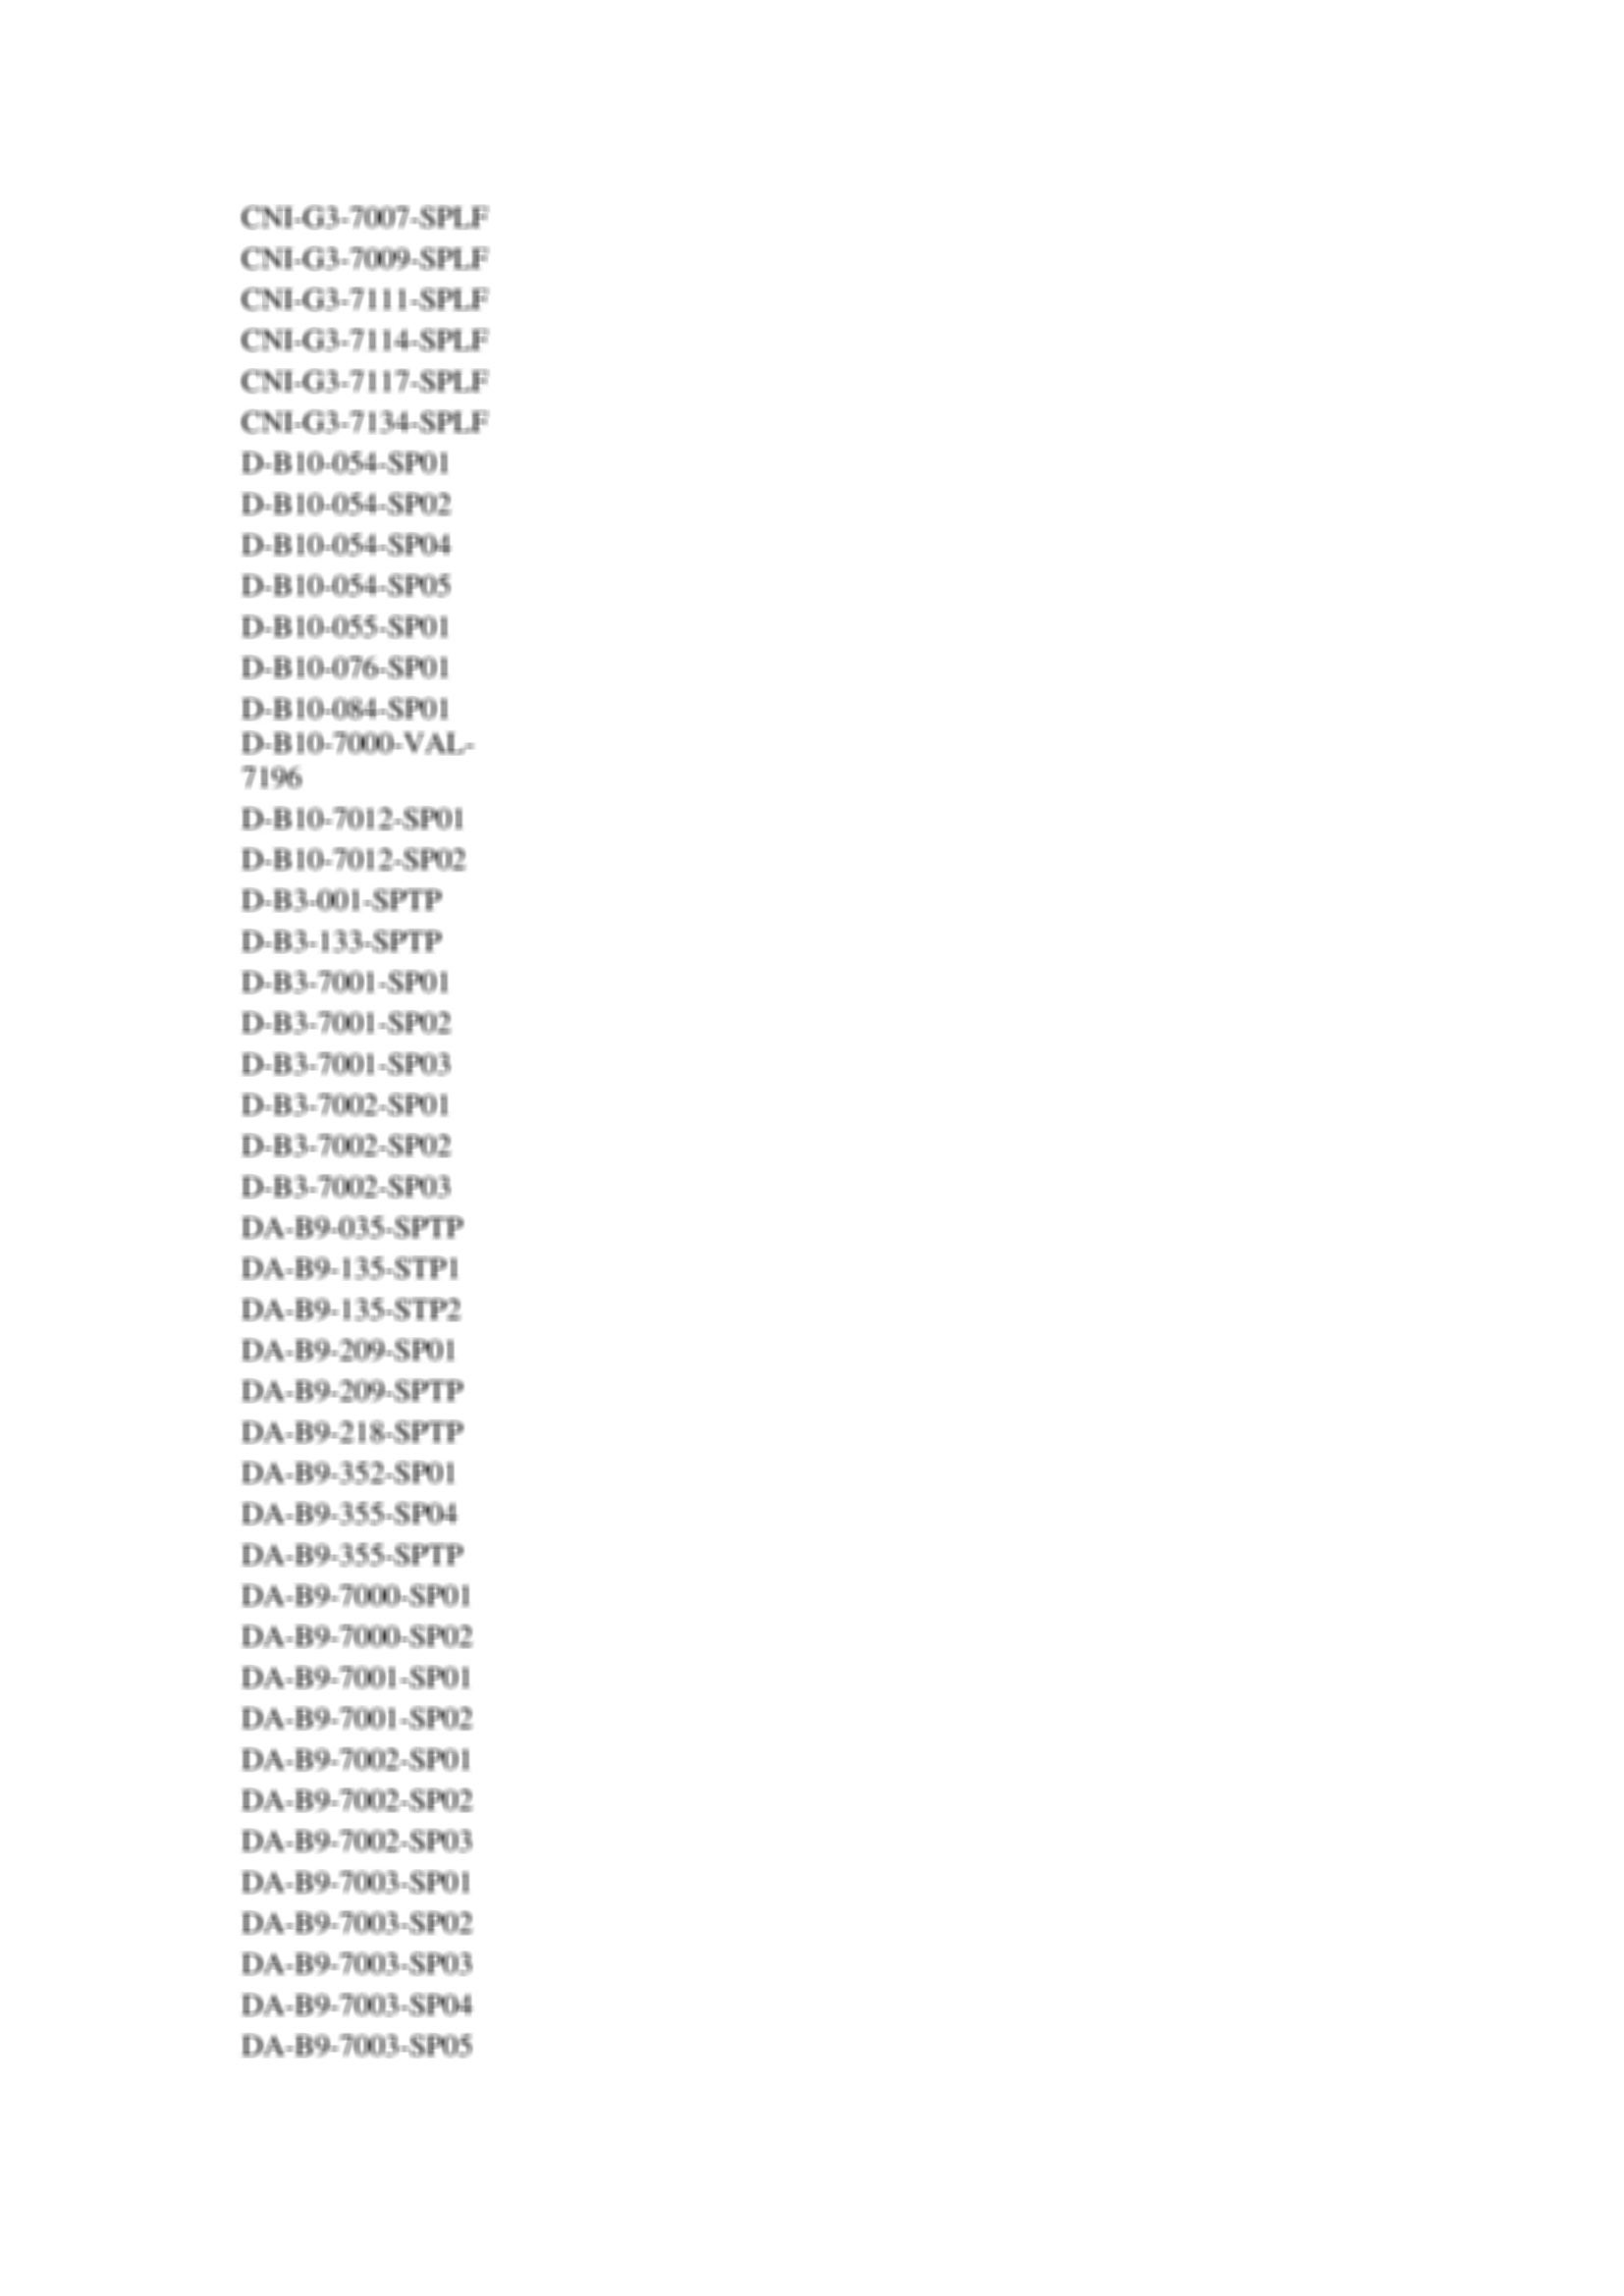 CNI-G3-7007-SPLF
CNI-G3-7009-SPLF
CNI-G3-7111-SPLF
CNI-G3-7114-SPLF
CNI-G3-7117-SPLF
CNI-G3-7134-SPLF
D-B10-054-SP01
D-B10-054-SP02
D-B10-054-SP04
D-B10-054-SP05
D-B10-055-SP01
D-B10-076-SP01
D-B10-084-SP01
D-B10-7000-VAL-
7196
D-B10-7012-SP01
D-B10-7012-SP02
D-B3-001-SPTP
D-B3-133-SPTP
D-B3-7001-SP01
D-B3-7001-SP02
D-B3-7001-SP03
D-B3-7002-SP01
D-B3-7002-SP02
D-B3-7002-SP03
DA-B9-035-SPTP
DA-B9-135-STP1
DA-B9-135-STP2
DA-B9-209-SP01
DA-B9-209-SPTP
DA-B9-218-SPTP
DA-B9-352-SP01
DA-B9-355-SP04
DA-B9-355-SPTP
DA-B9-7000-SP01
DA-B9-7000-SP02
DA-B9-7001-SP01
DA-B9-7001-SP02
DA-B9-7002-SP01
DA-B9-7002-SP02
DA-B9-7002-SP03
DA-B9-7003-SP01
DA-B9-7003-SP02
DA-B9-7003-SP03
DA-B9-7003-SP04
DA-B9-7003-SP05